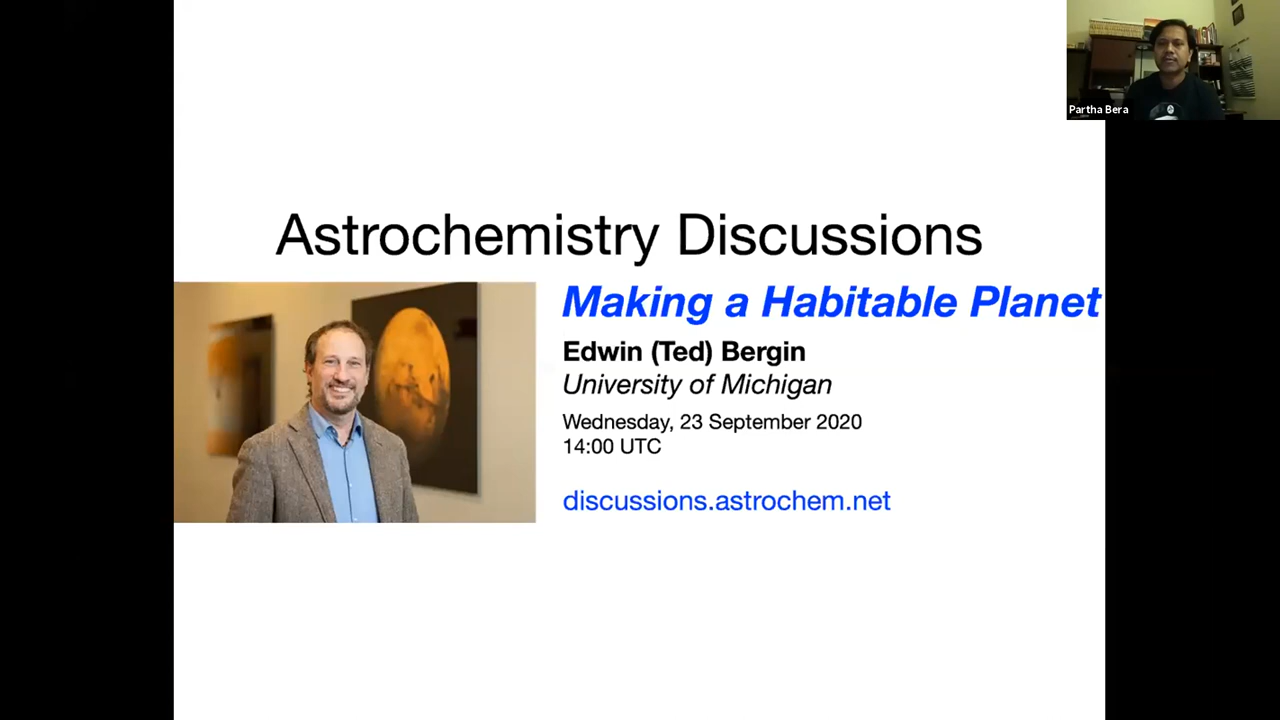 Partha Bera
Astrochemistry Discussions
Making a Habitable Planet
Edwin (Ted) Bergin
University of Michigan
Wednesday, 23 September 2020
14:00 UTC
discussions.astrochem.net